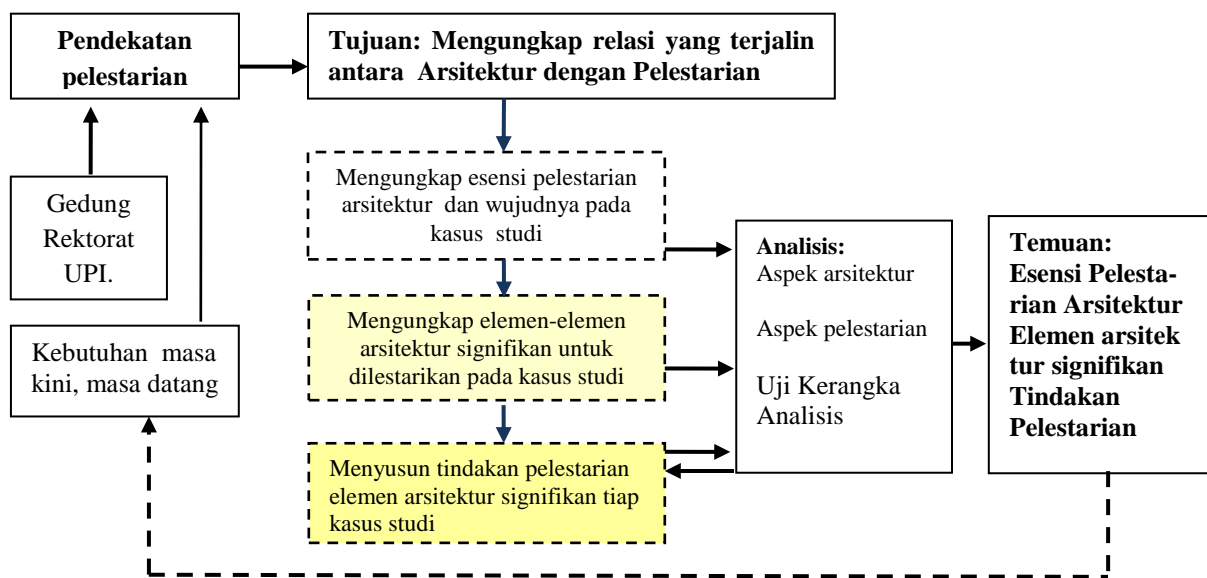 Pendekatan
pelestarian
Tujuan: Mengungkap relasi yang terjalin
antara Arsitektur dengan Pelestarian
Gedung
Rektorat
UPI.
Kebutuhan masa
kini, masa datang
Mengungkap esensi pelestarian
arsitektur dan wujudnya pada
kasus studi
Mengungkap elemen-elemen
arsitektur signifikan untuk
dilestarikan pada kasus studi
Menyusun tindakan pelestarian
elemen arsitektur signifikan tiap
kasus studi
Analisis:
Aspek arsitektur
Aspek pelestarian
Uji Kerangka
Analisis
Temuan:
Esensi Pelesta-
rian Arsitektur
Elemen arsitek
tur signifikan
Tindakan
Pelestarian